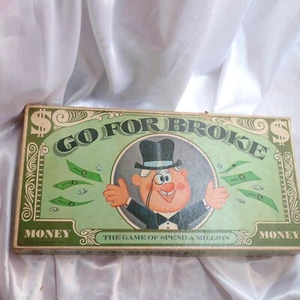 $ $
GO FOR BROKE
MONEY THE GAME OF SPEND A MILLION MONEY